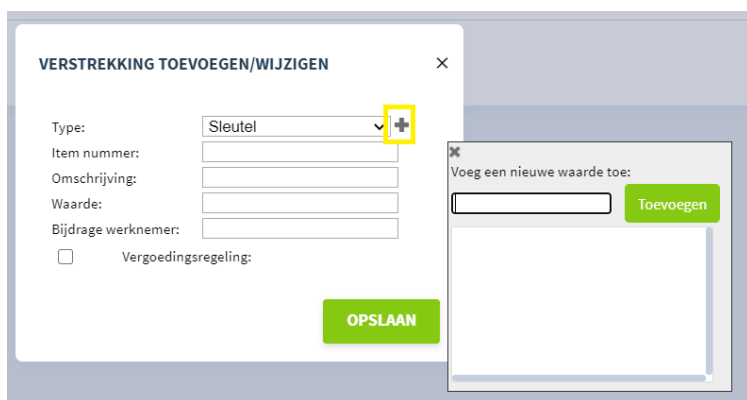 VERSTREKKING TOEVOEGEN/WIJZIGEN
Type: Sleutel
Item nummer:
Omschrijving:
Waarde:
Bijdrage werknemer:
Vergoedingsregeling:
OPSLAAN
Voeg een nieuwe waarde toe:
Toevoegen